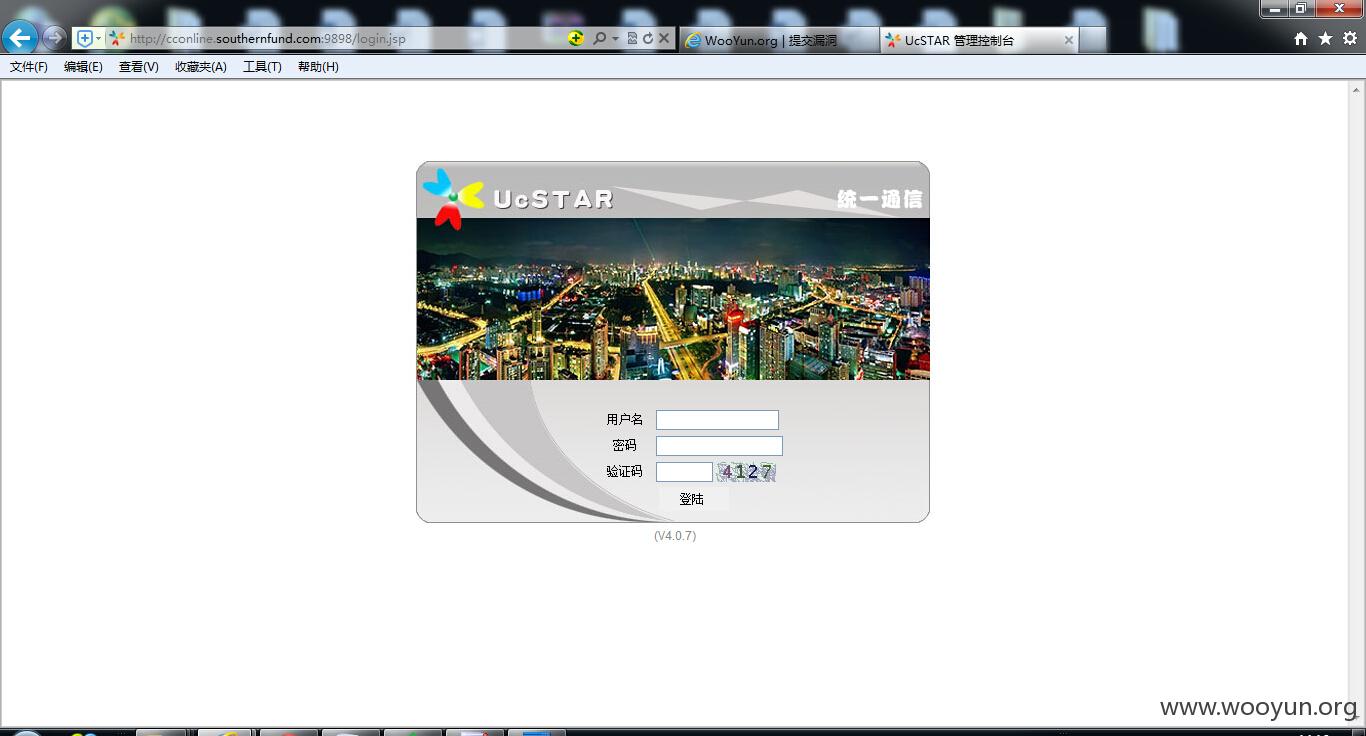 http://cconline.southernfund.com:9898/login.jsp
WooYun.org | 提交漏洞
UcSTAR 管理控制台
文件(F) 编辑(E) 查看(V) 收藏夹(A) 工具(T) 帮助(H)
UcSTAR 统一通信
用户名
密码
验证码 4127
登陆
(V4.0.7)
www.wooyun.org